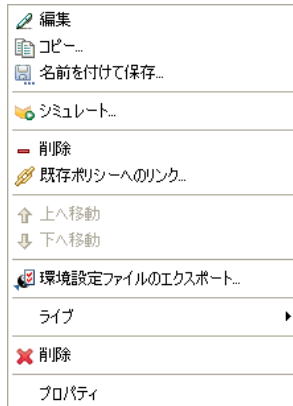 編集
コピー...
名前を付けて保存...
シミュレート...
削除
既存ポリシーへのリンク...
上へ移動
下へ移動
環境設定ファイルのエクスポート...
ライブ
削除
プロパティ